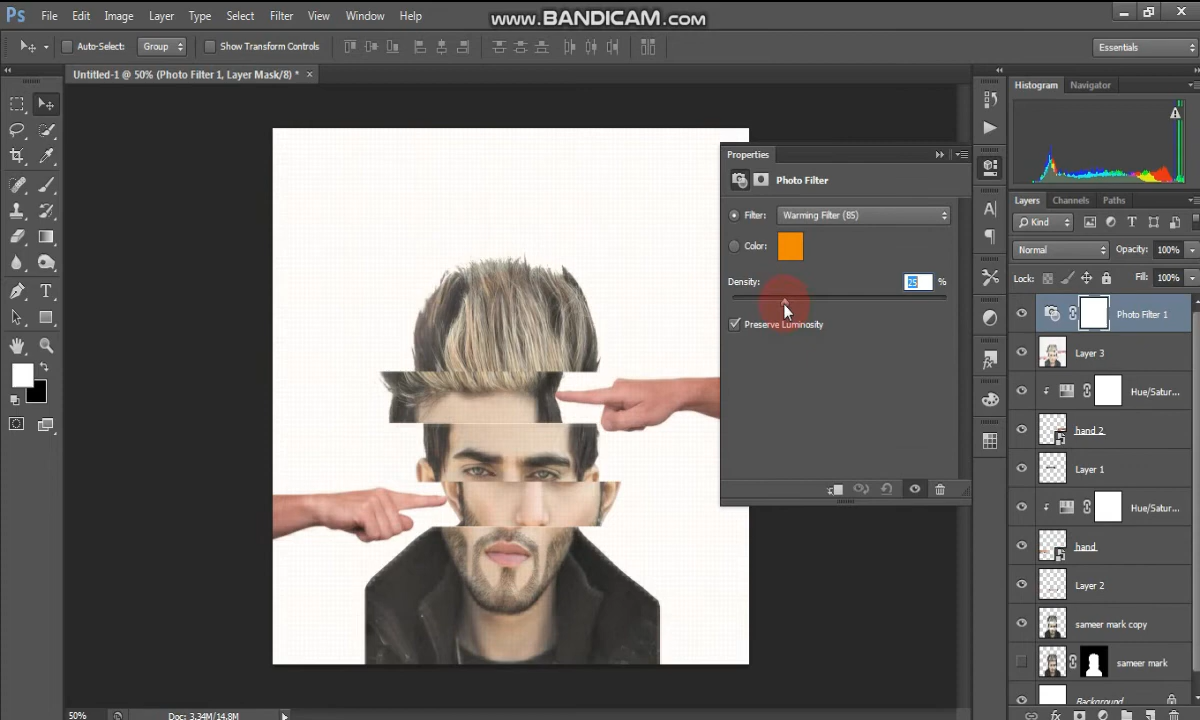 Ps File Edit Image Layer Type Select Filter View Window Help
www.BANDICAM.com
Auto-Select: Group Show Transform Controls
Essentials
Untitled-1 @ 50% (Photo Filter 1, Layer Mask/8) * ×
Histogram Navigator
Properties
Photo Filter
Filter: Warming Filter (85)
Color:
Density: 25 %
Preserve Luminosity
Layers Channels Paths
Kind
Normal Opacity: 100%
Lock: Fill: 100%
Photo Filter 1
Layer 3
Hue/Satur...
hand 2
Layer 1
Hue/Satur...
hand
Layer 2
sameer mark copy
sameer mark
Background
50% Doc: 3.34M/14.8M